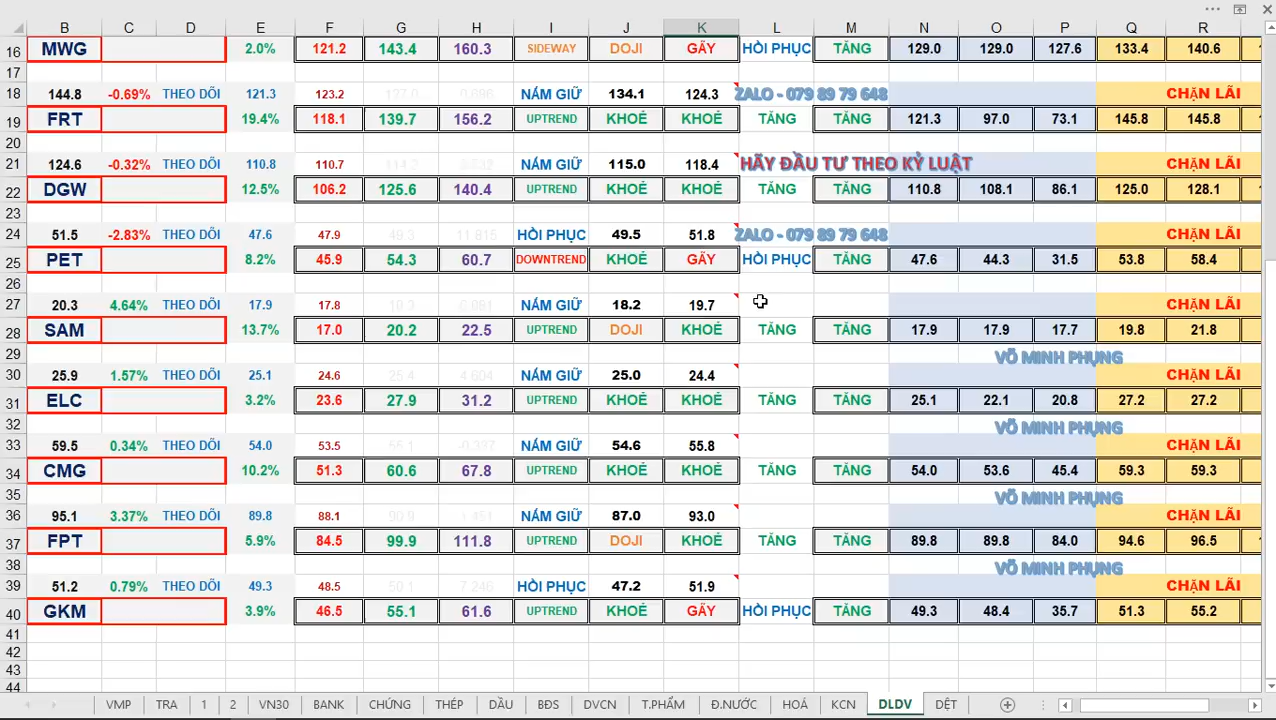 B C D E F G H I J K L M N O P Q R
16 MWG 2.0% 121.2 143.4 160.3 SIDEWAY DOJI GÃY HỒI PHỤC TĂNG 129.0 129.0 127.6 133.4 140.6
17
18 144.8 -0.69% THEO DÕI 121.3 123.2 NẮM GIỮ 134.1 124.3 ZALO - 079 89 79 648 CHẶN LÃI
19 FRT 19.4% 118.1 139.7 156.2 UPTREND KHOẺ KHOẺ TĂNG TĂNG 121.3 97.0 73.1 145.8 145.8
20
21 124.6 -0.32% THEO DÕI 110.8 110.7 NẮM GIỮ 115.0 118.4 HÃY ĐẦU TƯ THEO KỶ LUẬT
22 DGW 12.5% 106.2 125.6 140.4 UPTREND KHOẺ KHOẺ TĂNG TĂNG 110.8 108.1 86.1 125.0 128.1
23
24 51.5 -2.83% THEO DÕI 47.6 47.9 49.3 11.815 HỒI PHỤC 49.5 51.8 ZALO - 079 89 79 648 CHẶN LÃI
25 PET 8.2% 45.9 54.3 60.7 DOWNTREND KHOẺ GÃY HỒI PHỤC TĂNG 47.6 44.3 31.5 53.8 58.4
26
27 20.3 4.64% THEO DÕI 17.9 17.8 NẮM GIỮ 18.2 19.7 CHẶN LÃI
28 SAM 13.7% 17.0 20.2 22.5 UPTREND DOJI KHOẺ TĂNG TĂNG 17.9 17.9 17.7 19.8 21.8
29 VÕ MINH PHỤNG
30 25.9 1.57% THEO DÕI 25.1 24.6 25.4 4.604 NẮM GIỮ 25.0 24.4 CHẶN LÃI
31 ELC 3.2% 23.6 27.9 31.2 UPTREND KHOẺ KHOẺ TĂNG TĂNG 25.1 22.1 20.8 27.2 27.2
32 VÕ MINH PHỤNG
33 59.5 0.34% THEO DÕI 54.0 53.5 55.1 -0.337 NẮM GIỮ 54.6 55.8 CHẶN LÃI
34 CMG 10.2% 51.3 60.6 67.8 UPTREND KHOẺ KHOẺ TĂNG TĂNG 54.0 53.6 45.4 59.3 59.3
35 VÕ MINH PHỤNG
36 95.1 3.37% THEO DÕI 89.8 88.1 90.9 1.451 NẮM GIỮ 87.0 93.0 CHẶN LÃI
37 FPT 5.9% 84.5 99.9 111.8 UPTREND DOJI KHOẺ TĂNG TĂNG 89.8 89.8 84.0 94.6 96.5
38 VÕ MINH PHỤNG
39 51.2 0.79% THEO DÕI 49.3 48.5 50.1 7.246 HỒI PHỤC 47.2 51.9 CHẶN LÃI
40 GKM 3.9% 46.5 55.1 61.6 UPTREND KHOẺ GÃY HỒI PHỤC TĂNG 49.3 48.4 35.7 51.3 55.2
41
42
43
44
VMP TRA 1 2 VN30 BANK CHỨNG THÉP DẦU BĐS DVCN T.PHẨM Đ.NƯỚC HOÁ KCN DLDV DỆT